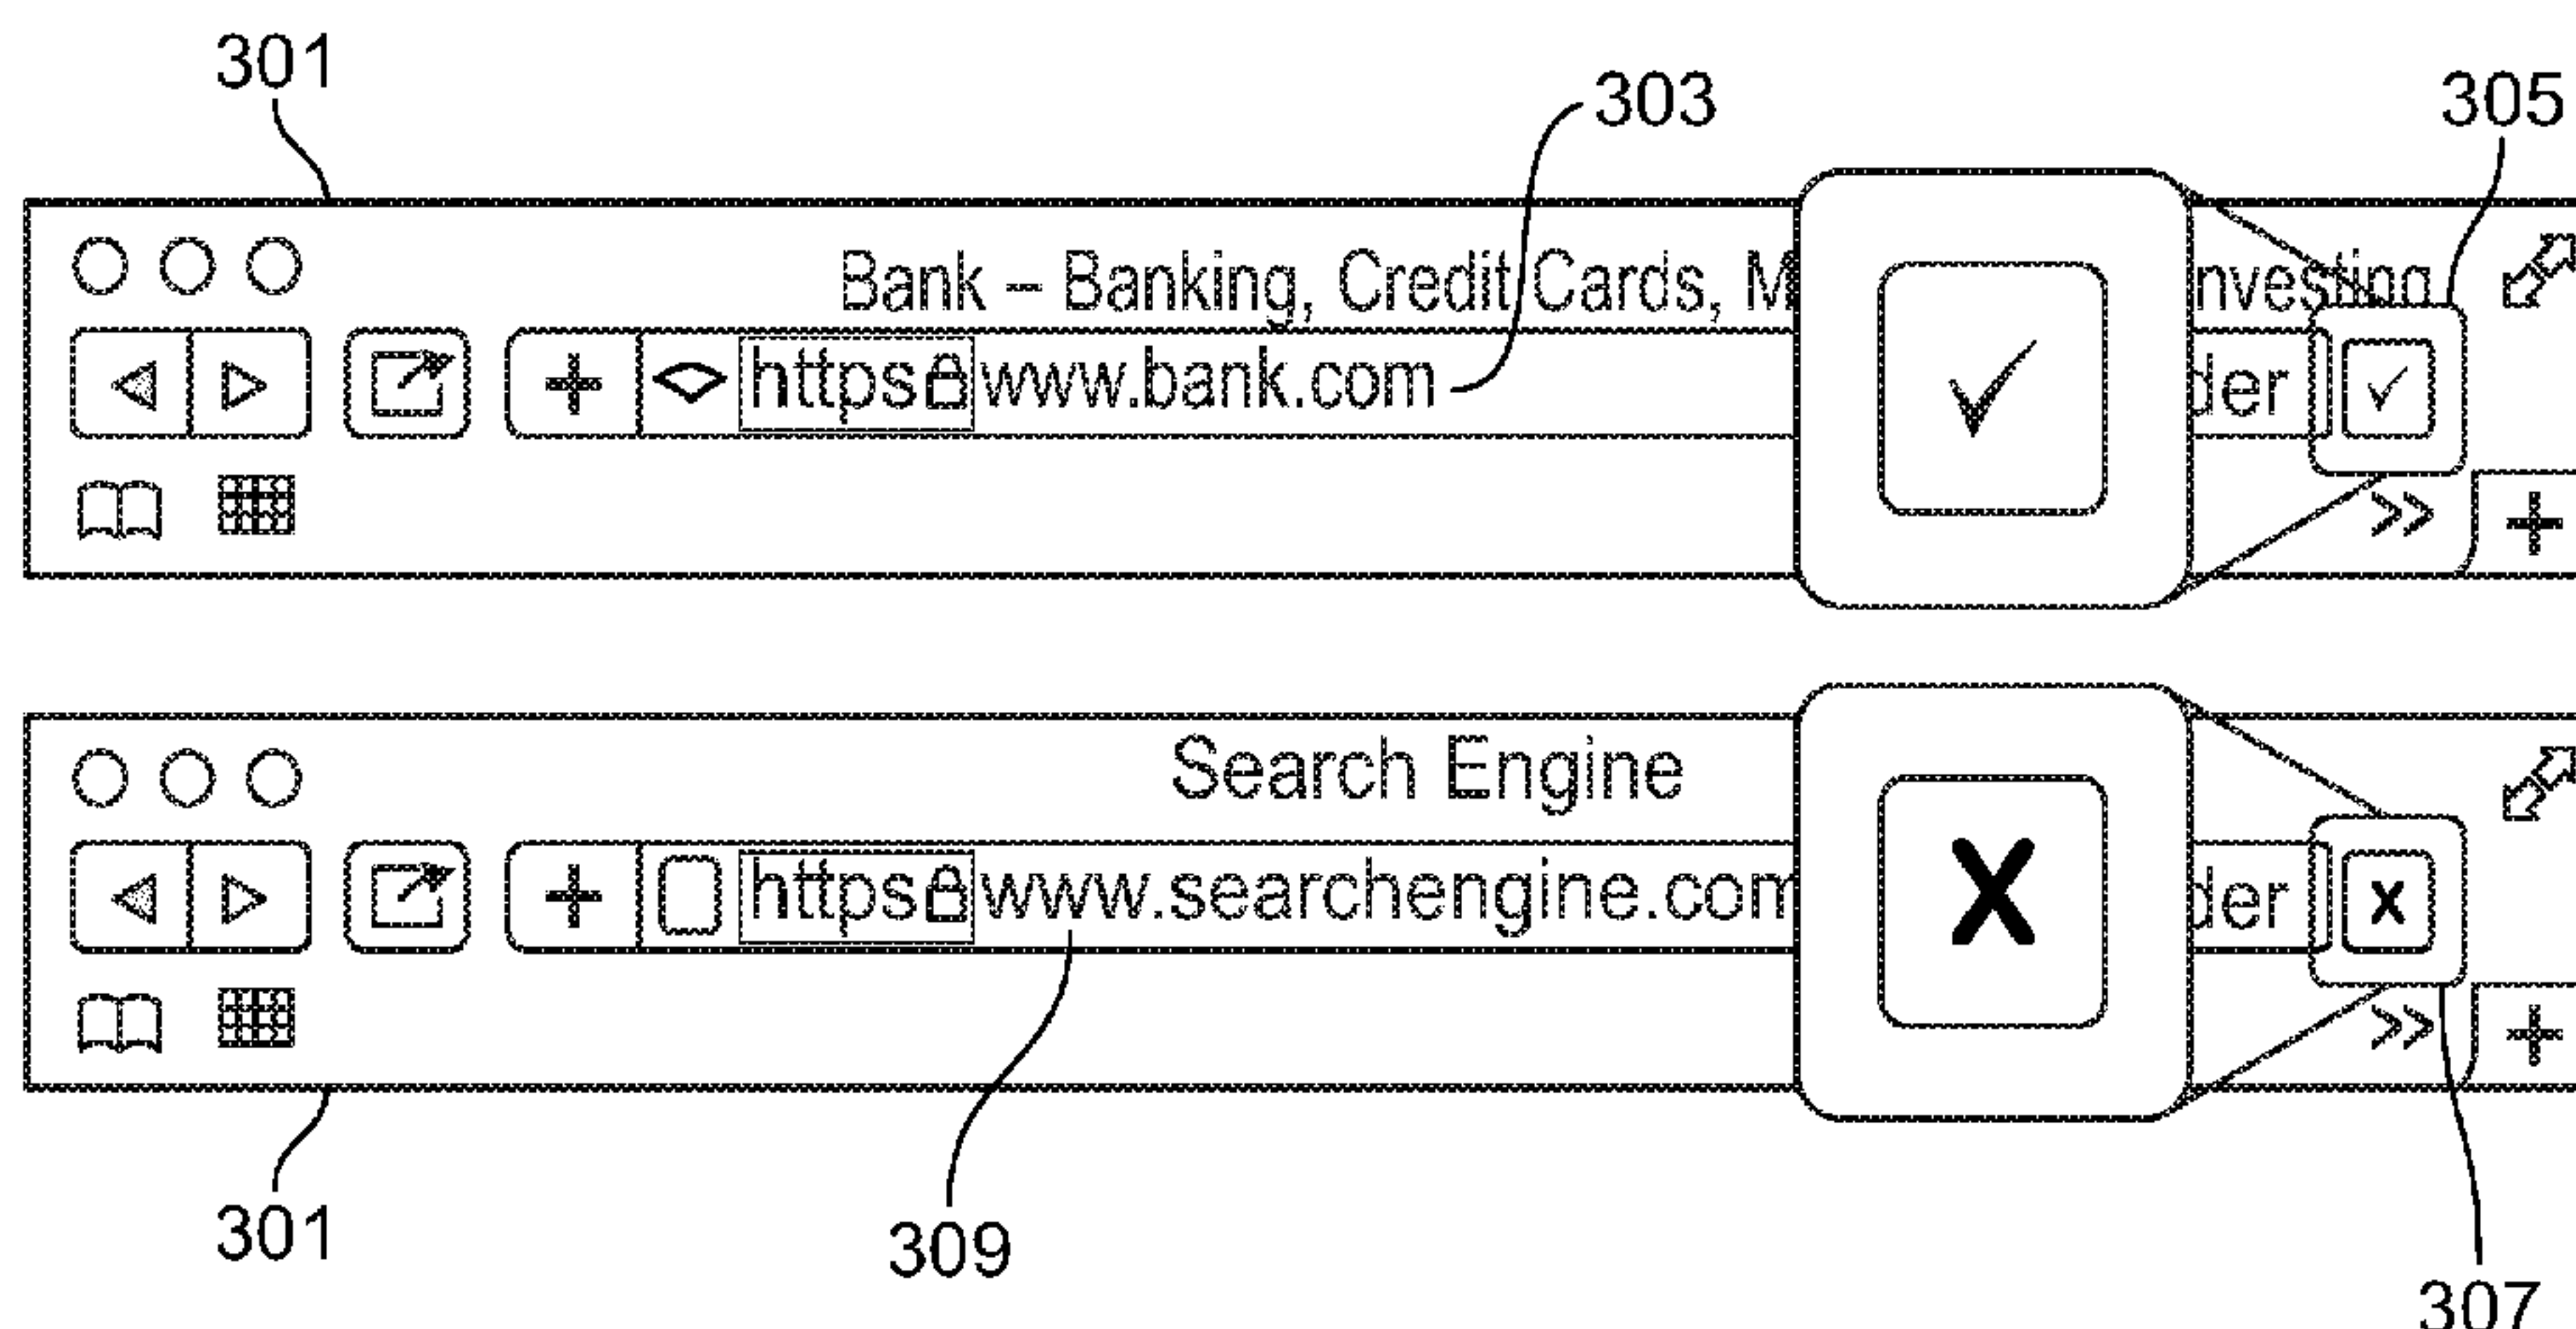 301
303
305
Bank – Banking, Credit Cards, M nvesting
https www.bank.com der
Search Engine
https www.searchengine.com der
X X
301
309
307